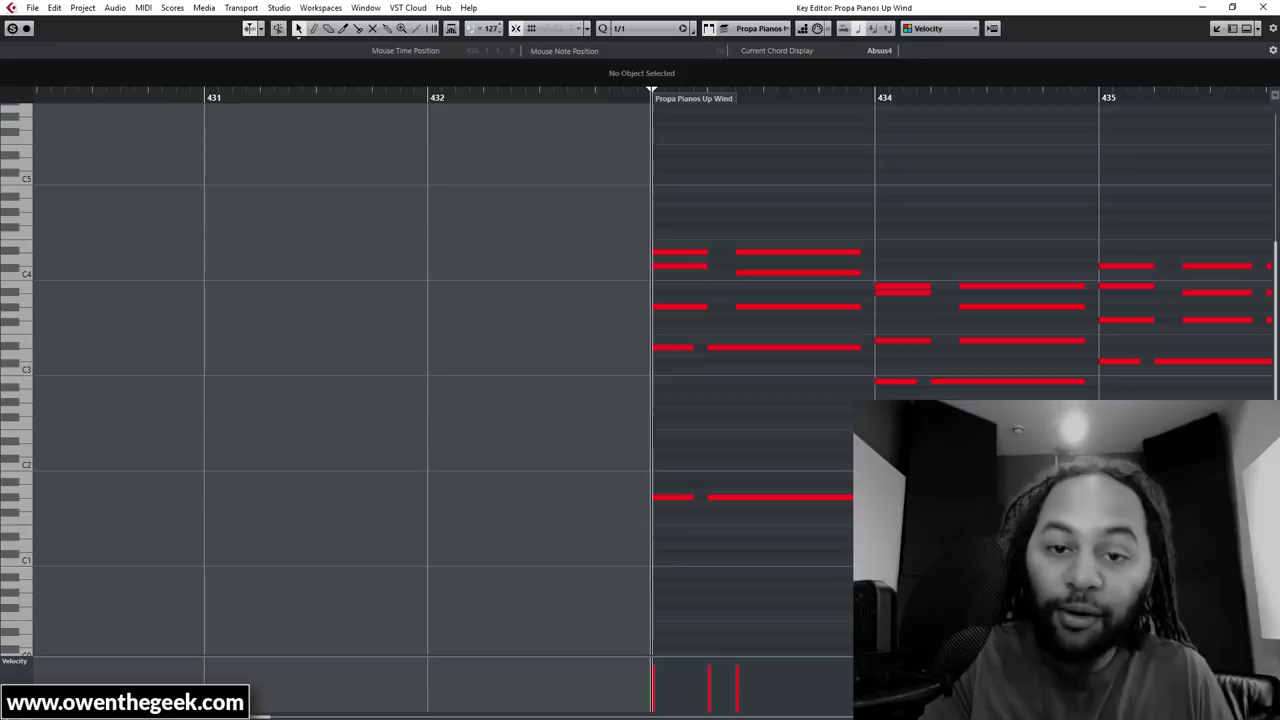 File Edit Project Audio MIDI Scores Media Transport Studio Workspaces Window VST Cloud Hub Help
Key Editor: Propa Pianos Up Wind
127
Q 1/1
Propa Pianos
Velocity
Mouse Time Position
Mouse Note Position
Current Chord Display
Absus4
No Object Selected
431
432
Propa Pianos Up Wind
434
435
C5
C4
C3
C2
C1
Velocity
www.owenthegeek.com